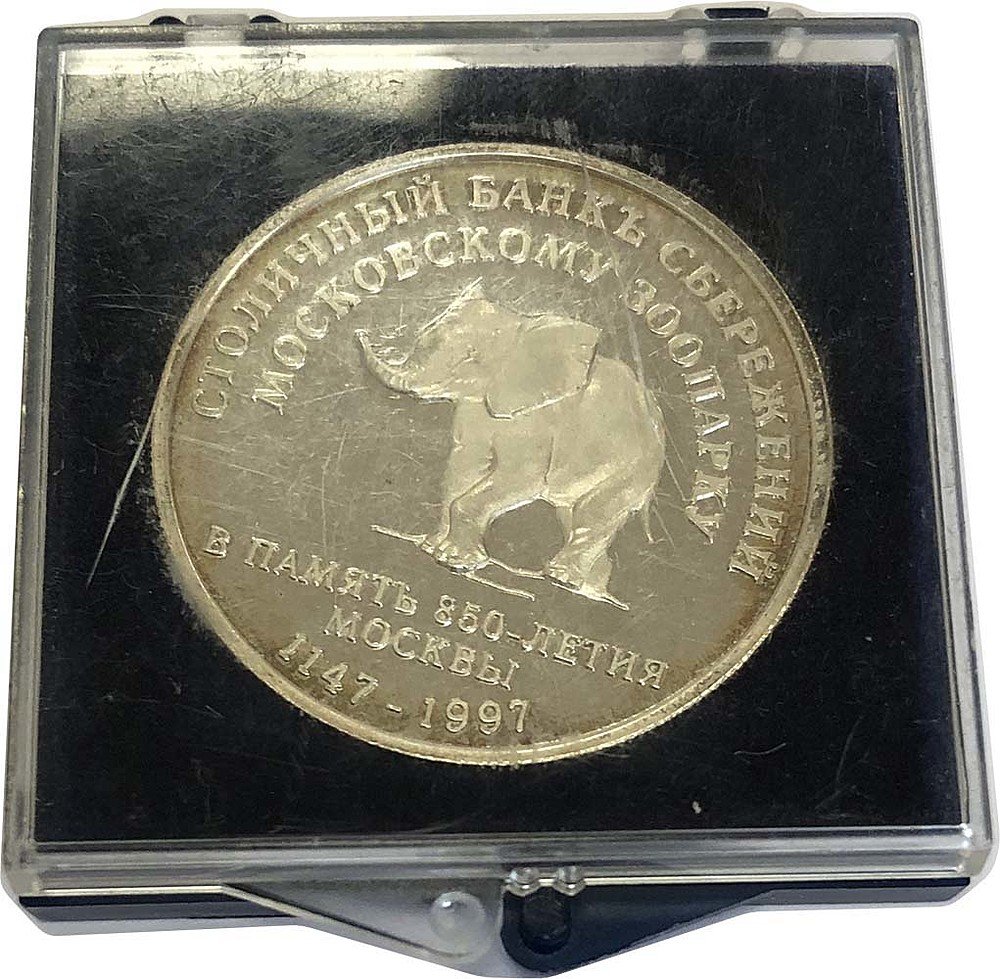 СТОЛИЧНЫЙ БАНКЪ СБЕРЕЖЕНИЙ
МОСКОВСКОМУ ЗООПАРКУ
В ПАМЯТЬ 850-ЛЕТИЯ
МОСКВЫ
1147-1997